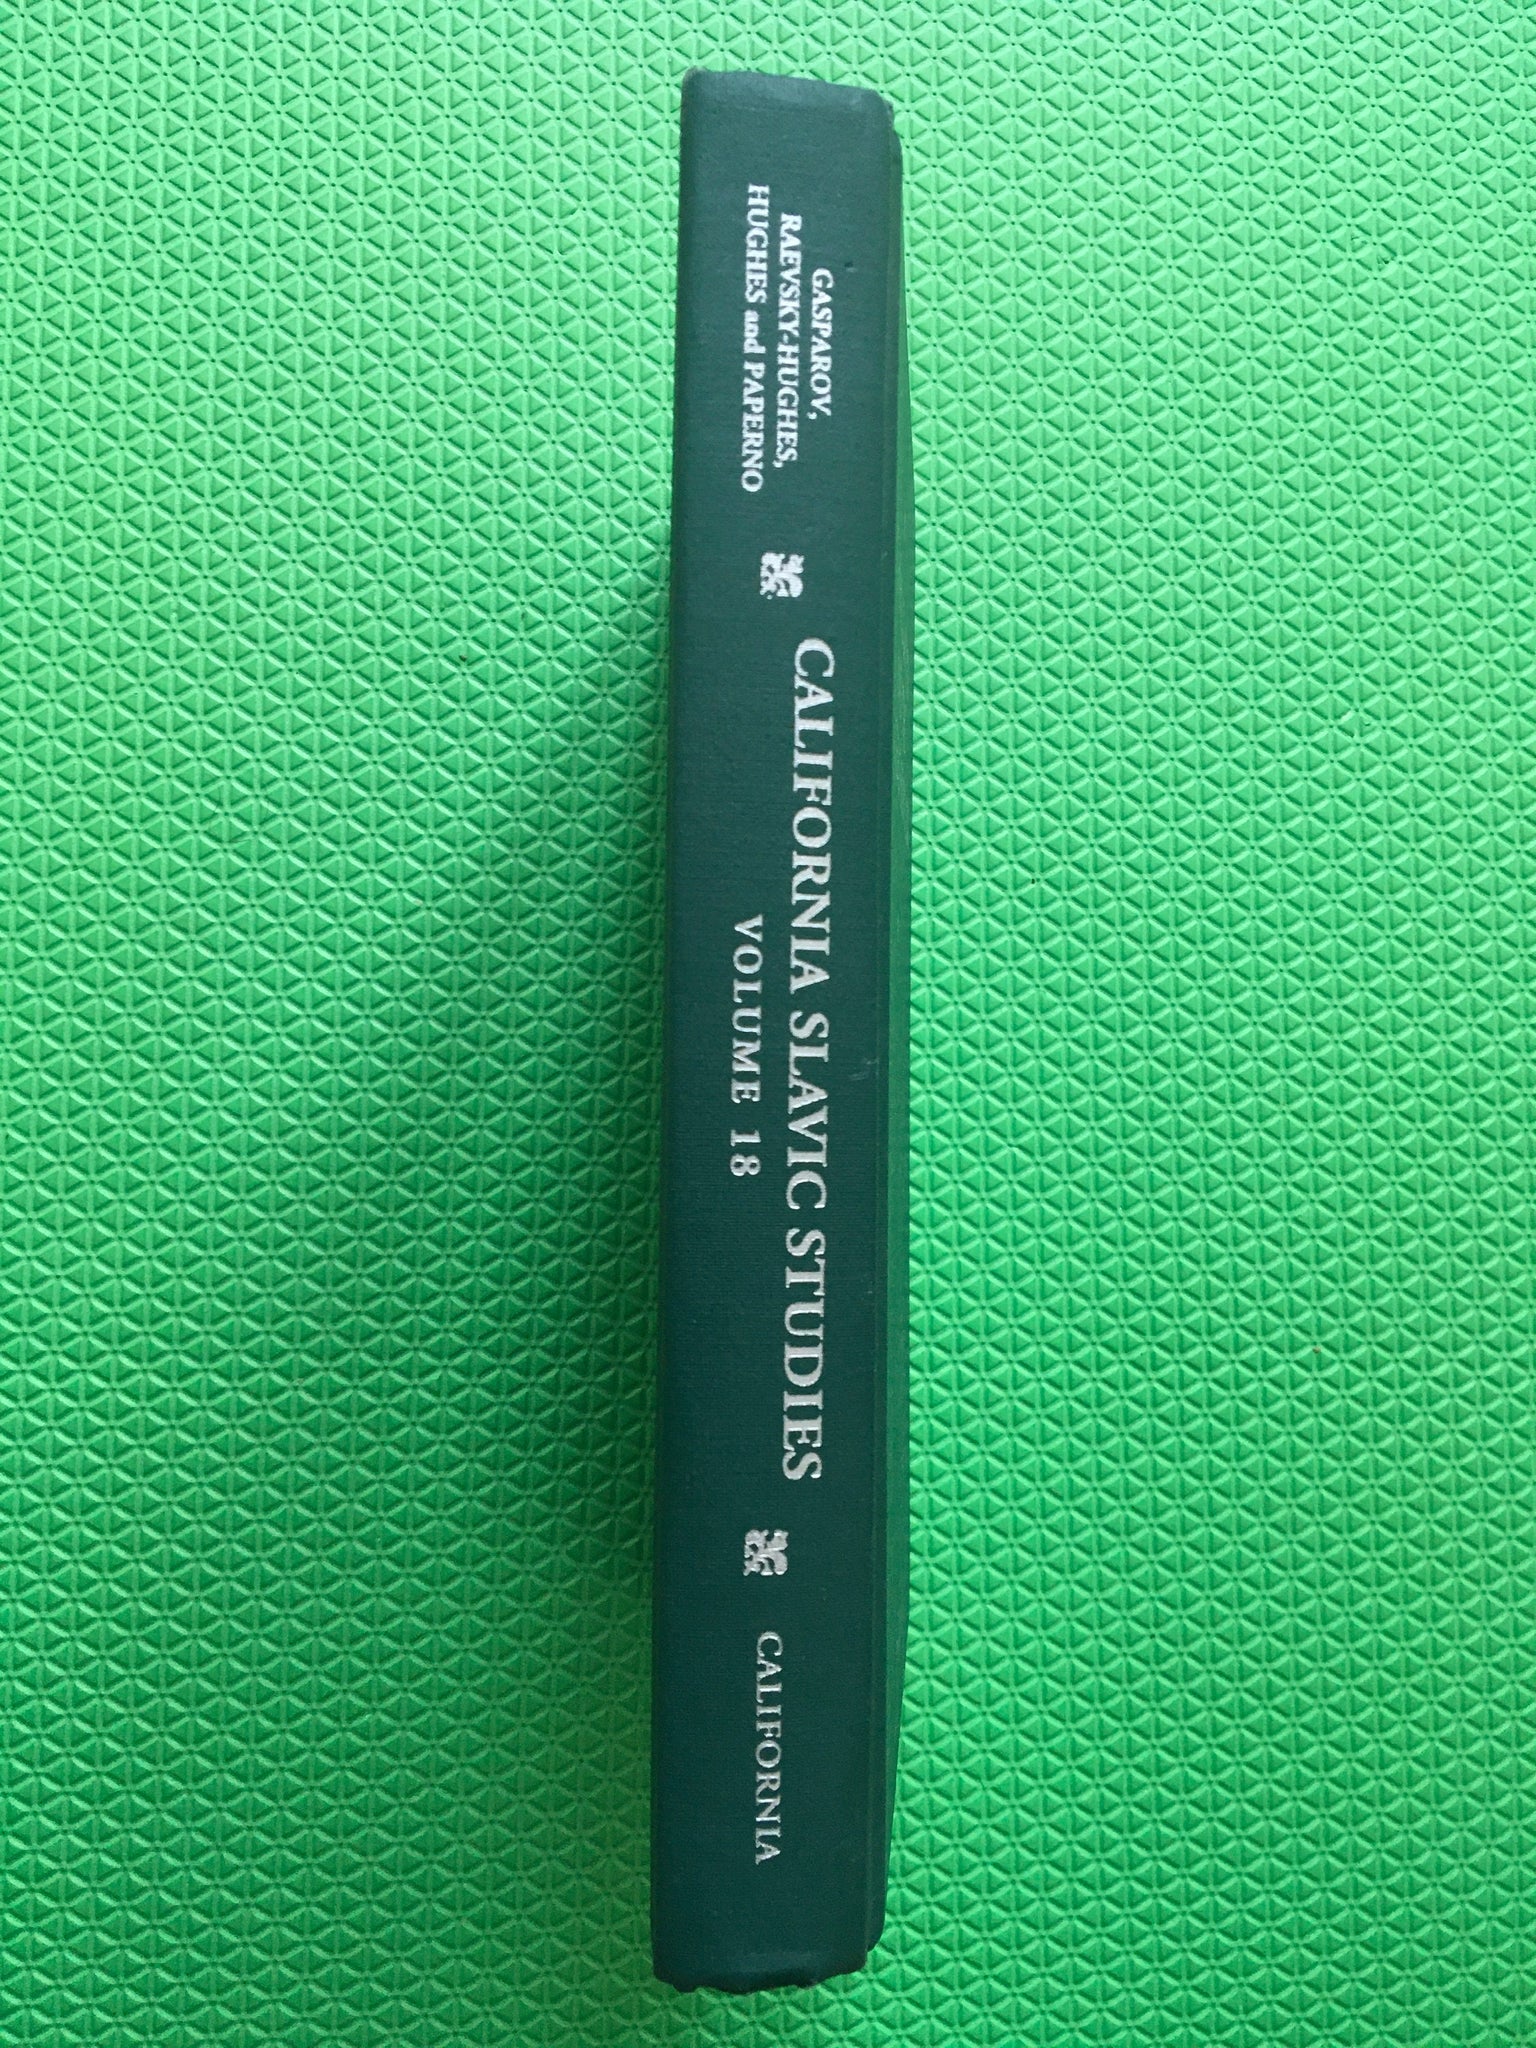 GASPAROV,
RAEVSKY-HUGHES,
HUGHES and PAPERNO
CALIFORNIA SLAVIC STUDIES
VOLUME 18
CALIFORNIA